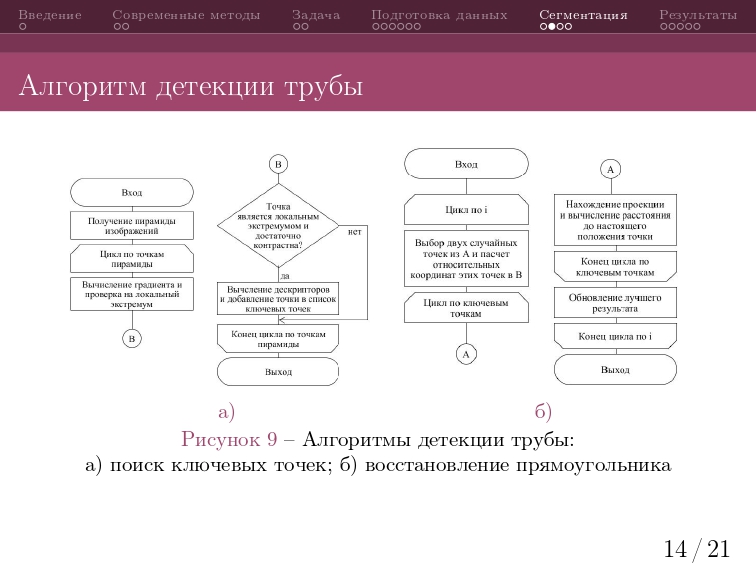 Введение Современные методы Задача Подготовка данных Сегментация Результаты
Алгоритм детекции трубы
Вход
Получение пирамиды
изображений
Цикл по точкам
пирамиды
Вычисление градиента и
проверка на локальный
экстремум
В
В
Точка
является локальным
экстремумом и
достаточно
контрастна?
нет
да
Вычсление дескрипторов
и добавление точки в список
ключевых точек
Конец цикла по точкам
пирамиды
Выход
Вход
Цикл по i
Выбор двух случайных
точек из А и пасчет
относительных
координат этих точек в В
Цикл по ключевым
точкам
А
А
Нахождение проекции
и вычисление расстояния
до настоящего
положения точки
Конец цикла по
ключевым точкам
Обновление лучшего
результата
Конец цикла по i
Выход
а) б)
Рисунок 9 – Алгоритмы детекции трубы:
а) поиск ключевых точек; б) восстановление прямоугольника
14 / 21